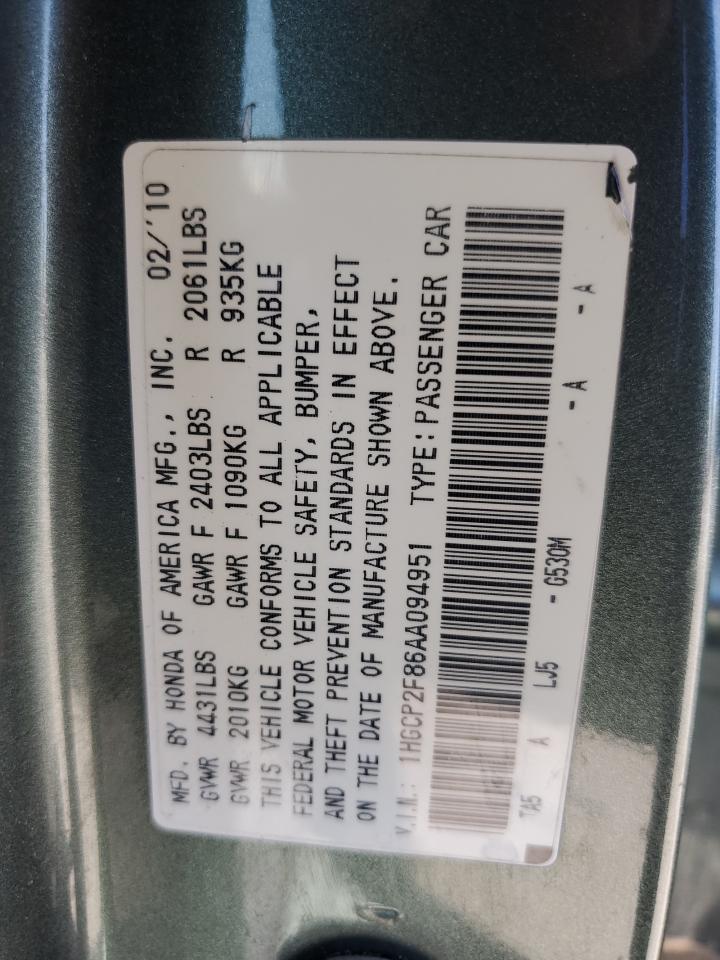 MFD. BY HONDA OF AMERICA MFG., INC. 02/'10
GVWR 4431LBS GAWR F 2403LBS R 2061LBS
GVWR 2010KG GAWR F 1090KG R 935KG
THIS VEHICLE CONFORMS TO ALL APPLICABLE
FEDERAL MOTOR VEHICLE SAFETY, BUMPER,
AND THEFT PREVENTION STANDARDS IN EFFECT
ON THE DATE OF MANUFACTURE SHOWN ABOVE.
V.I.N.: 1HGCP2F86AA094951 TYPE: PASSENGER CAR
TA5 A LJ5 - G530M - A - A